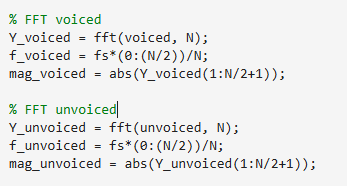 % FFT voiced
Y_voiced = fft(voiced, N);
f_voiced = fs*(0:(N/2))/N;
mag_voiced = abs(Y_voiced(1:N/2+1));
% FFT unvoiced
Y_unvoiced = fft(unvoiced, N);
f_unvoiced = fs*(0:(N/2))/N;
mag_unvoiced = abs(Y_unvoiced(1:N/2+1));